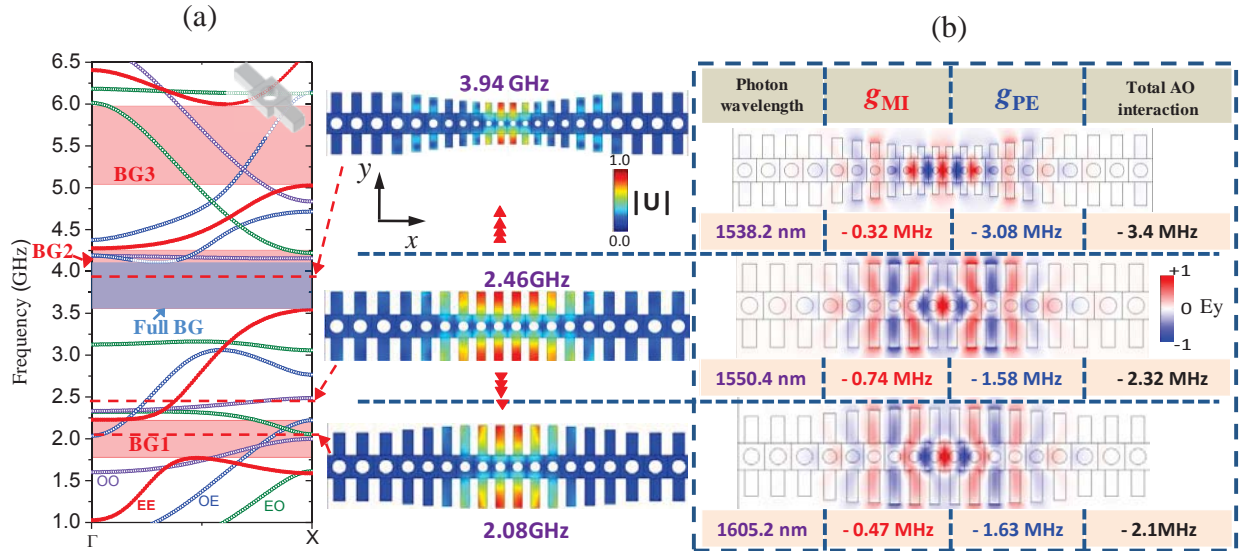 (a)
(b)
6.5
6.0
5.5
5.0
4.5
4.0
3.5
3.0
2.5
2.0
1.5
1.0
Frequency (GHz)
BG3
BG2
Full BG
BG1
OO
EE
OE
EO
Γ
X
3.94 GHz
y
x
1.0
0.0
|U|
2.46GHz
2.08GHz
Photon wavelength
gMI
gPE
Total AO interaction
1538.2 nm
- 0.32 MHz
- 3.08 MHz
- 3.4 MHz
+1
0
-1
Ey
1550.4 nm
- 0.74 MHz
- 1.58 MHz
- 2.32 MHz
1605.2 nm
- 0.47 MHz
- 1.63 MHz
- 2.1MHz